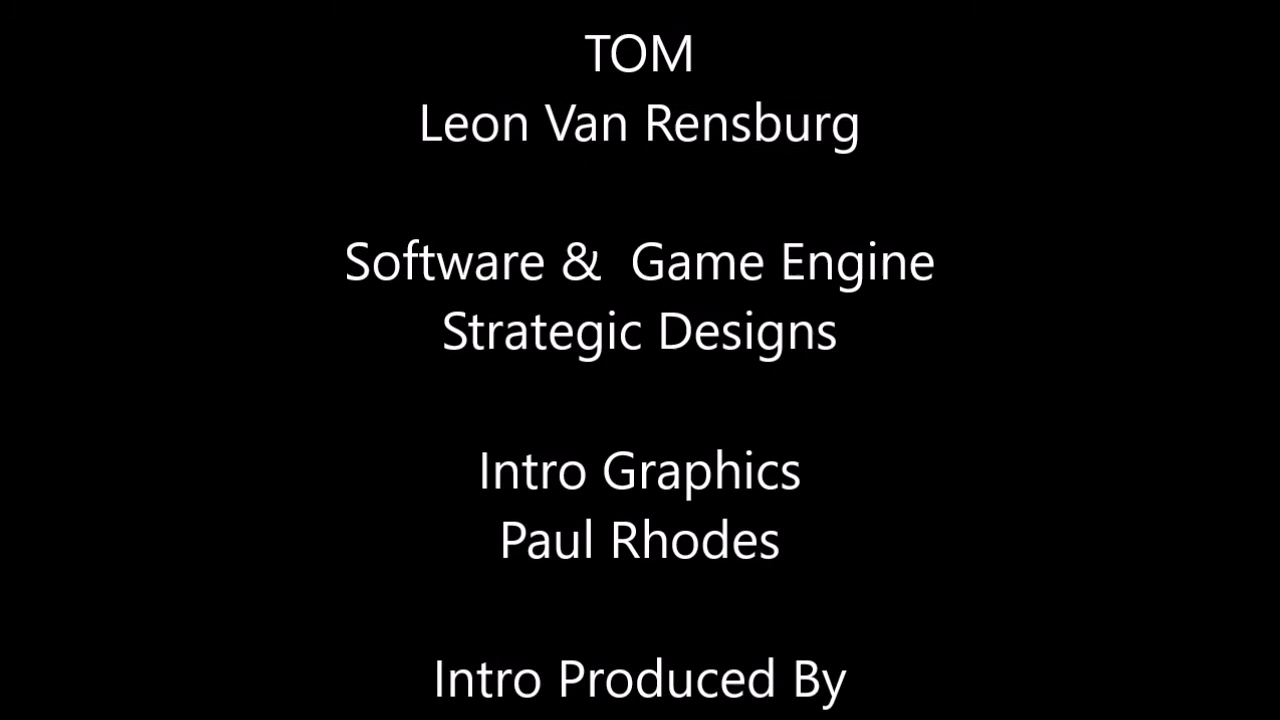 TOM
Leon Van Rensburg
Software &  Game Engine
Strategic Designs
Intro Graphics
Paul Rhodes
Intro Produced By